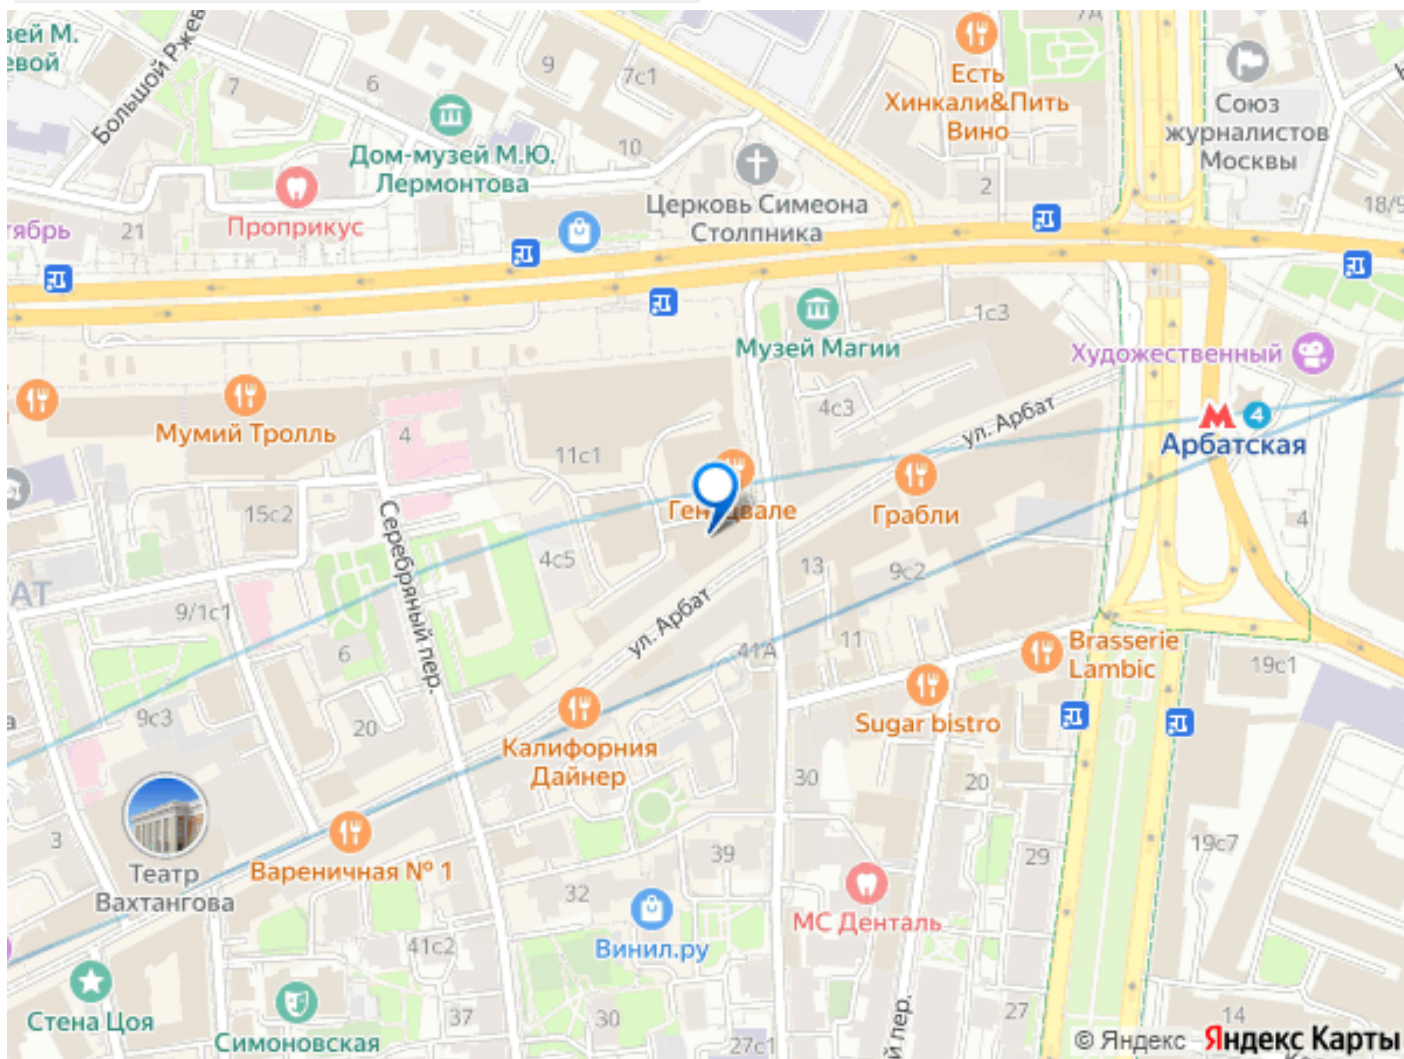 зей М.
евой
Большой Ржев
7
6
9
7с1
7А
Есть
Хинкали&Пить
Вино
Союз
журналистов
Москвы
Дом-музей М.Ю.
Лермонтова
10
2
Проприкус
Церковь Симеона
Столпника
18/9
тябрь
21
1с3
Музей Магии
Художественный
Мумий Тролль
4
4с3
ул. Арбат
4
Арбатская
11с1
Грабли
15с2
Серебряный пер.
4с5
13
9с2
4
АТ
9/1с1
ул. Арбат
6
41А
11
Brasserie
Lambic
19с1
а
9с3
20
Sugar bistro
Калифорния
Дайнер
30
20
3
Театр
Вахтангова
Вареничная № 1
39
29
19с7
32
МС Денталь
Винил.ру
41с2
Стена Цоя
Симоновская
37
30
27с1
й пер.
27
14
© Яндекс Яндекс Карты